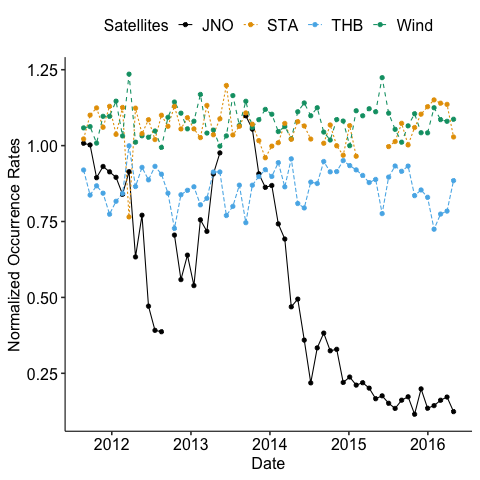 Satellites JNO STA THB Wind
1.25
1.00
0.75
0.50
0.25
Normalized Occurrence Rates
2012 2013 2014 2015 2016
Date